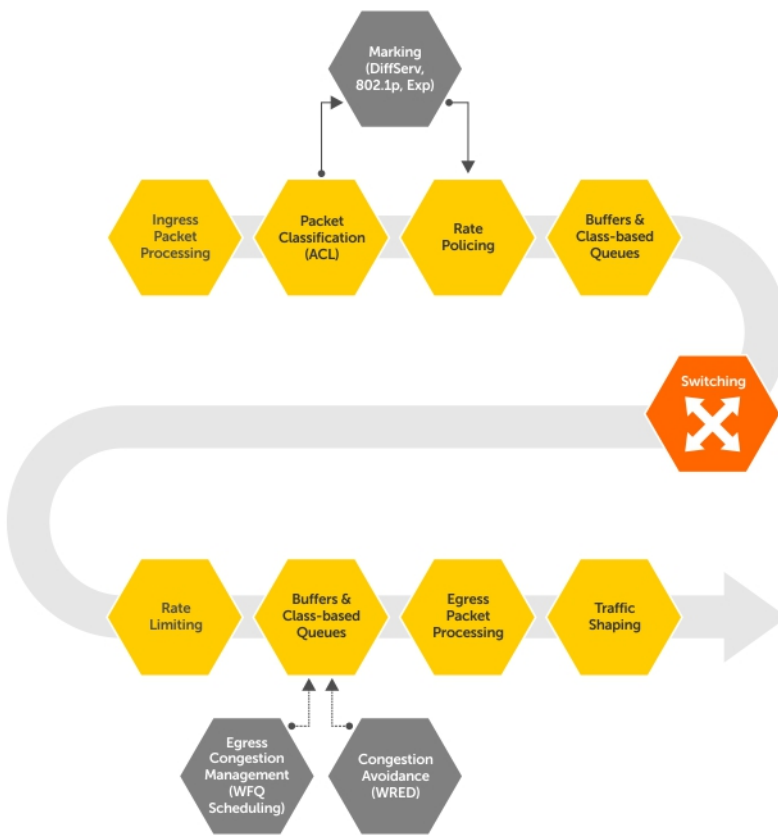 Marking
(DiffServ,
802.1p, Exp)
Ingress
Packet
Processing
Packet
Classification
(ACL)
Rate
Policing
Buffers &
Class-based
Queues
Switching
Rate
Limiting
Buffers &
Class-based
Queues
Egress
Packet
Processing
Traffic
Shaping
Egress
Congestion
Management
(WFQ
Scheduling)
Congestion
Avoidance
(WRED)